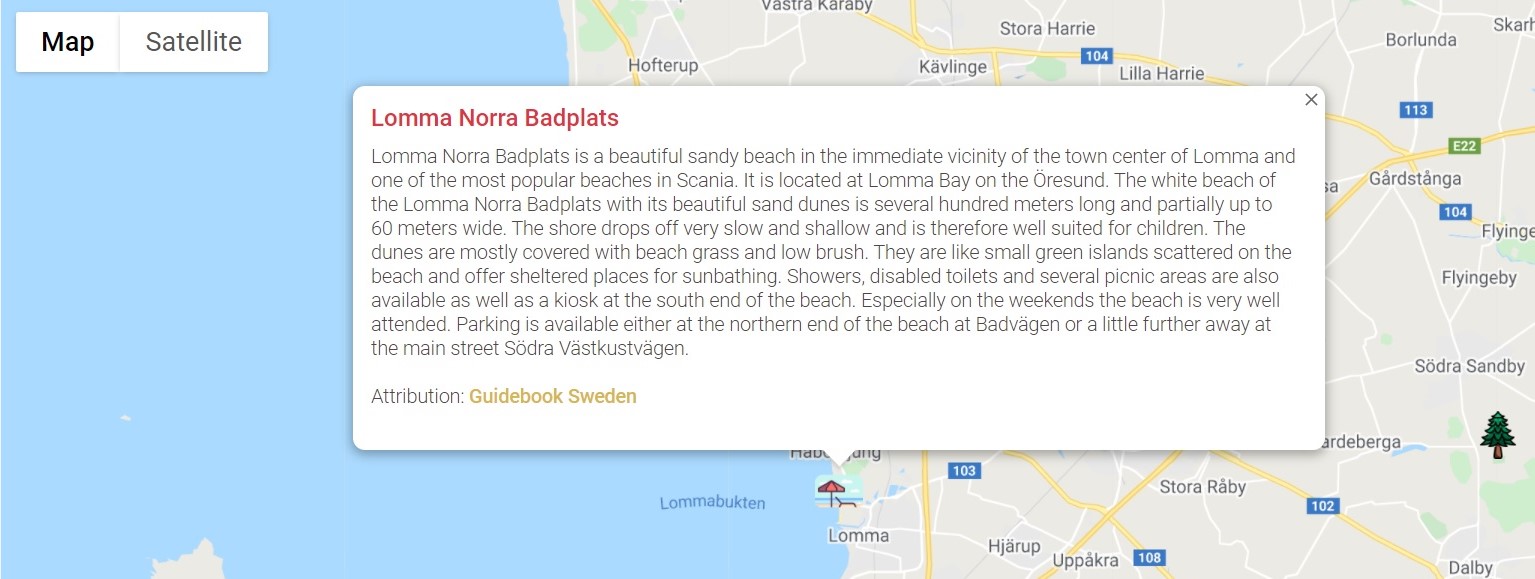 Map
Satellite
Västra Karaby
Stora Harrie
Borlunda
Hofterup
Kävlinge
104
Lilla Harrie
113
E22
Gårdstånga
104
Flyingeby
Södra Sandby
Lomma Norra Badplats
Lomma Norra Badplats is a beautiful sandy beach in the immediate vicinity of the town center of Lomma and
one of the most popular beaches in Scania. It is located at Lomma Bay on the Öresund. The white beach of
the Lomma Norra Badplats with its beautiful sand dunes is several hundred meters long and partially up to
60 meters wide. The shore drops off very slow and shallow and is therefore well suited for children. The
dunes are mostly covered with beach grass and low brush. They are like small green islands scattered on the
beach and offer sheltered places for sunbathing. Showers, disabled toilets and several picnic areas are also
available as well as a kiosk at the south end of the beach. Especially on the weekends the beach is very well
attended. Parking is available either at the northern end of the beach at Badvägen or a little further away at
the main street Södra Västkustvägen.
Attribution: Guidebook Sweden
ardeberga
103
Stora Råby
Lommabukten
102
Lomma
Hjärup
Uppåkra
108
Dalby